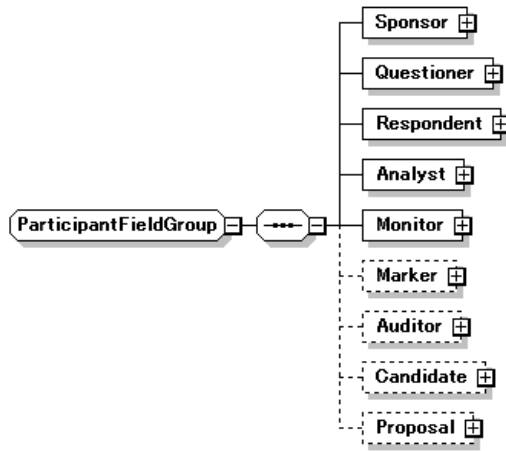 Sponsor
Questioner
Respondent
Analyst
ParticipantFieldGroup
Monitor
Marker
Auditor
Candidate
Proposal